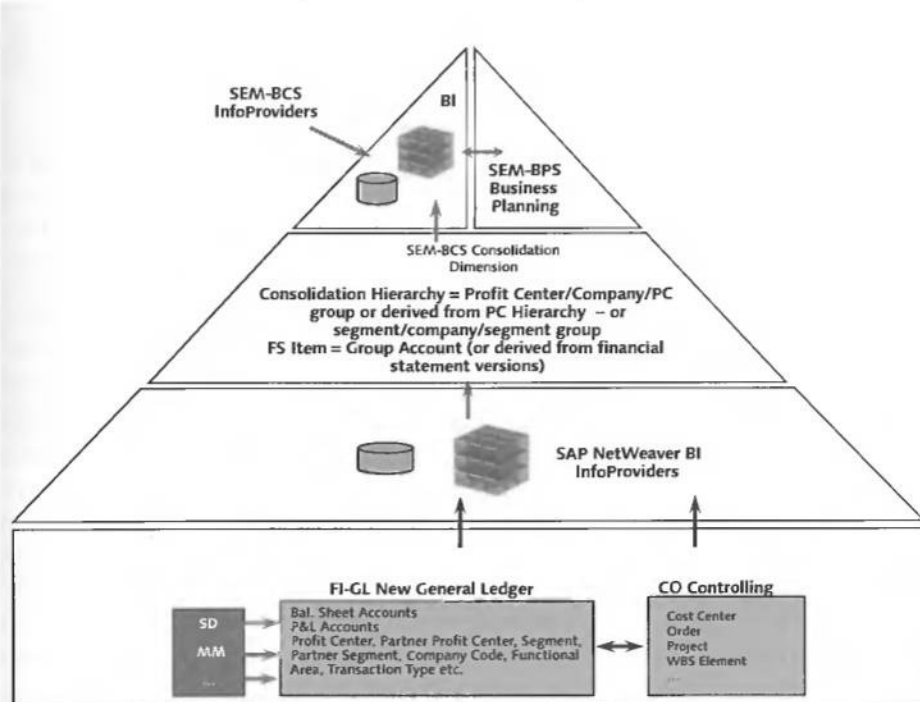 SEM-BCS
InfoProviders
BI
SEM-BPS
Business
Planning
SEM-BCS Consolidation
Dimension
Consolidation Hierarchy = Profit Center/Company/PC
group or derived from PC Hierarchy – or
segment/company/segment group
FS Item = Group Account (or derived from financial
statement versions)
SAP NetWeaver BI
InfoProviders
FI-GL New General Ledger
SD
MM
...
Bal. Sheet Accounts
P&L Accounts
Profit Center, Partner Profit Center, Segment,
Partner Segment, Company Code, Functional
Area, Transaction Type etc.
CO Controlling
Cost Center
Order
Project
WBS Element
...